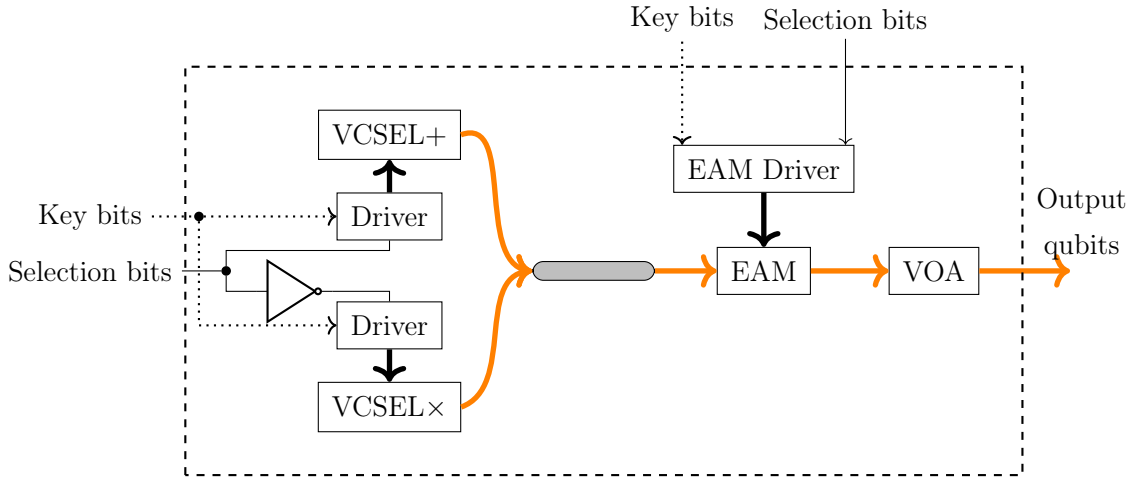 Key bits
Selection bits
VCSEL+
EAM Driver
Driver
Key bits
Output
qubits
Selection bits
EAM
VOA
Driver
VCSEL×